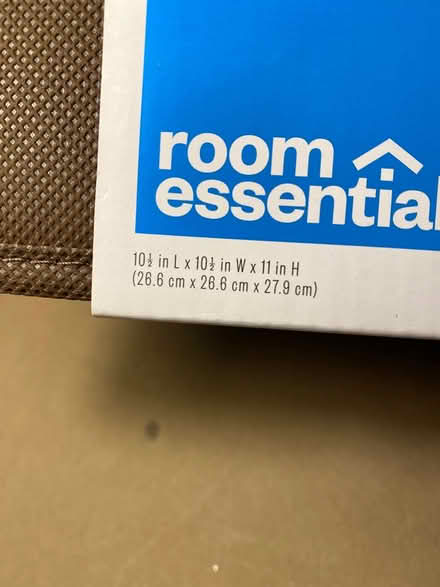 room
essential
10½ in L x 10½ in W x 11 in H
(26.6 cm x 26.6 cm x 27.9 cm)